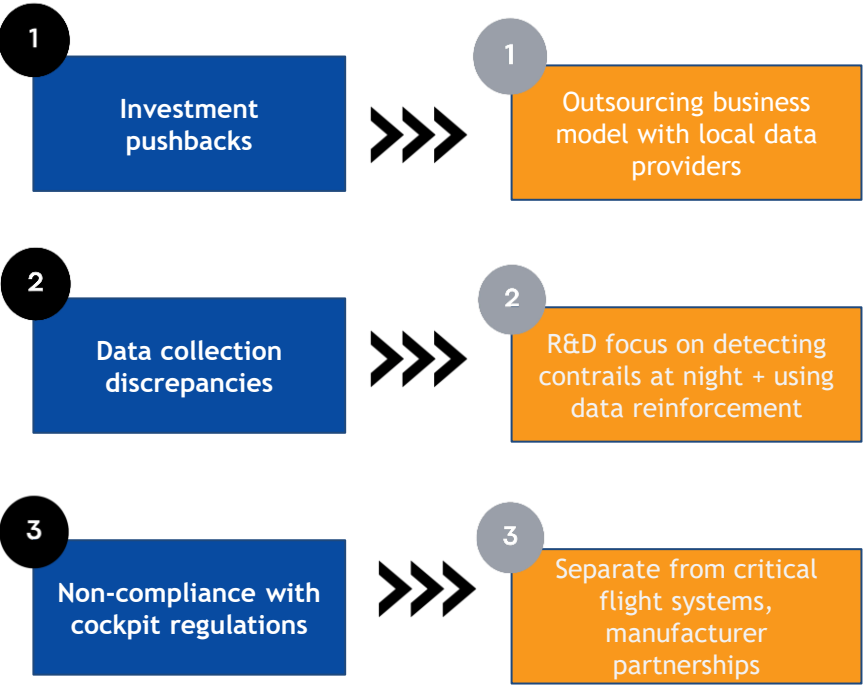 1
Investment
pushbacks
1
Outsourcing business
model with local data
providers
2
Data collection
discrepancies
2
R&D focus on detecting
contrails at night + using
data reinforcement
3
Non-compliance with
cockpit regulations
3
Separate from critical
flight systems,
manufacturer
partnerships